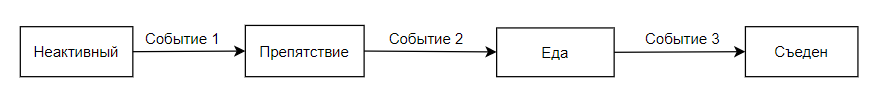 Неактивный
Событие 1
Препятствие
Событие 2
Еда
Событие 3
Съеден